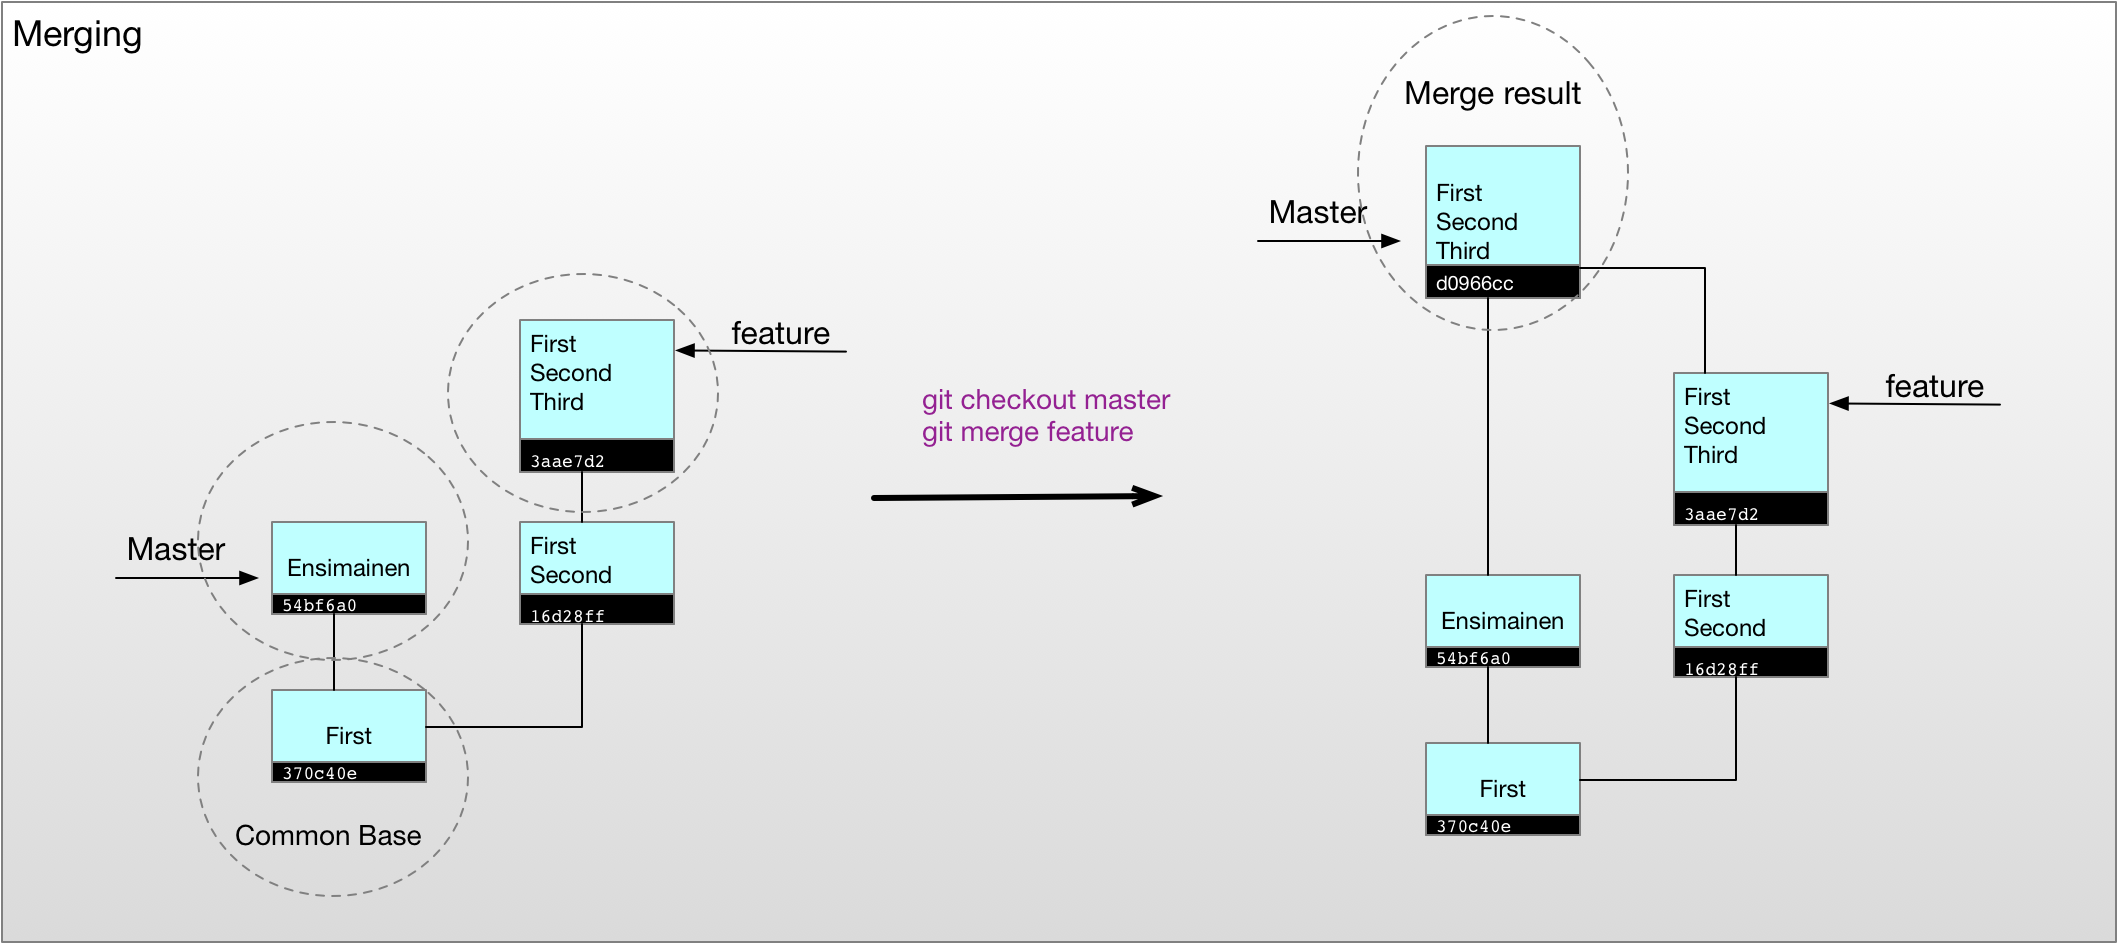 Merging
First
Second
Third
3aae7d2
feature
Master
Ensimainen
54bf6a0
First
Second
16d28ff
First
370c40e
Common Base
git checkout master
git merge feature
Merge result
Master
First
Second
Third
d0966cc
First
Second
Third
3aae7d2
feature
Ensimainen
54bf6a0
First
Second
16d28ff
First
370c40e